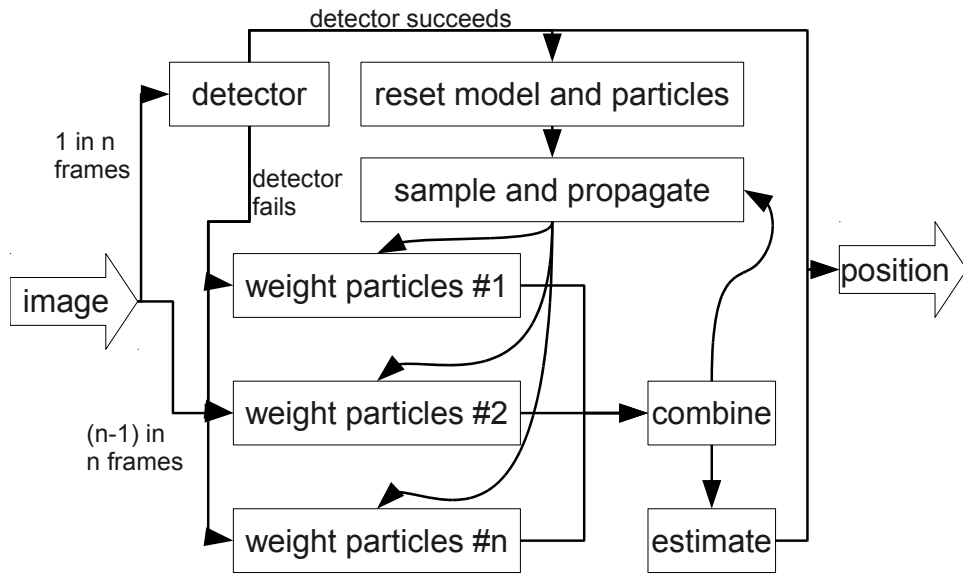 detector succeeds
detector
reset model and particles
1 in n
frames
detector
fails
sample and propagate
image
weight particles #1
position
weight particles #2
combine
(n-1) in
n frames
weight particles #n
estimate